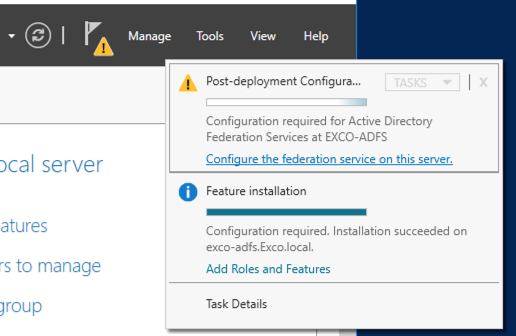 Manage Tools View Help
Post-deployment Configura... TASKS X
Configuration required for Active Directory
Federation Services at EXCO-ADFS
Configure the federation service on this server.
ocal server
Feature installation
atures
Configuration required. Installation succeeded on
exco-adfs.Exco.local.
rs to manage
Add Roles and Features
group
Task Details